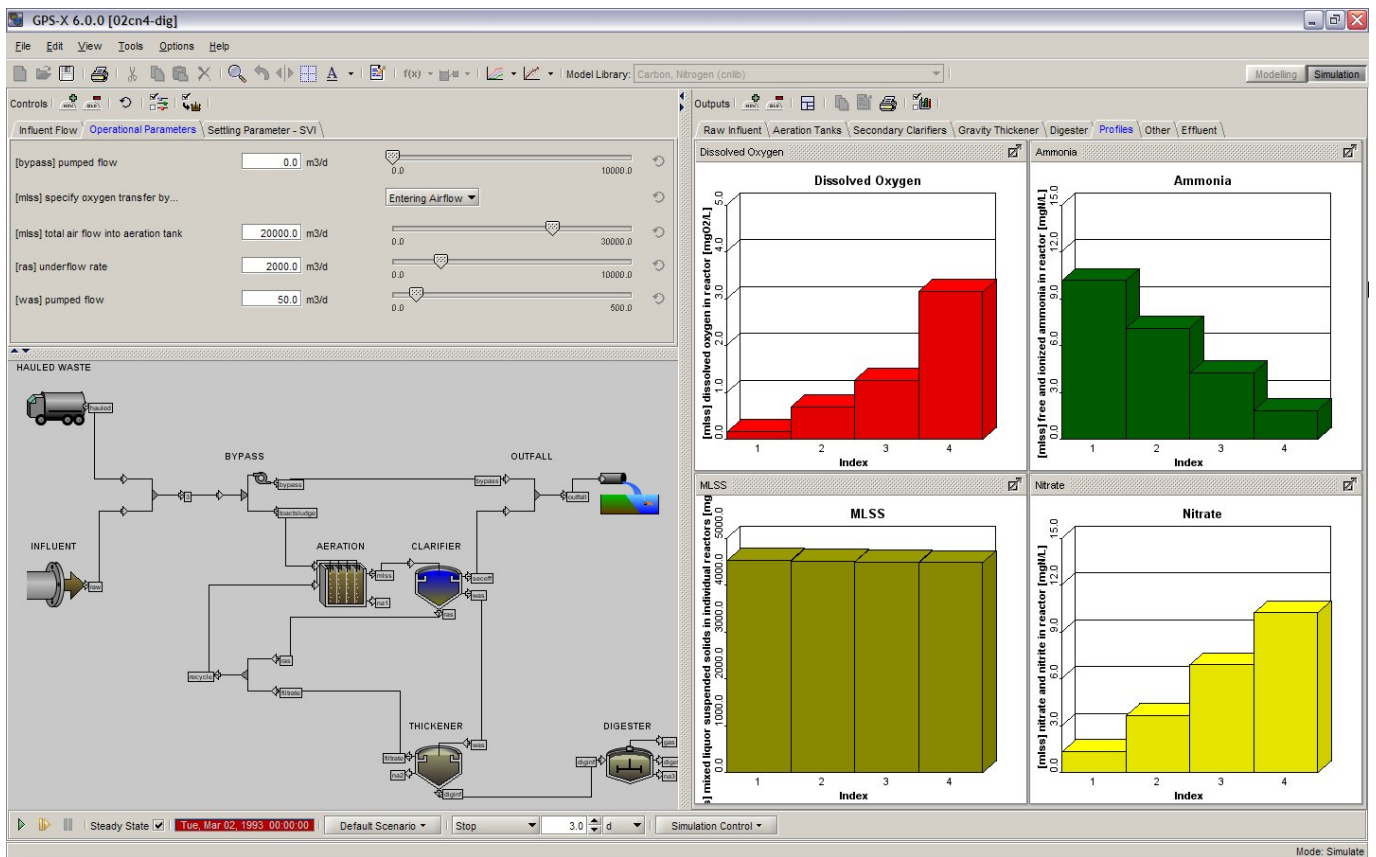 GPS-X 6.0.0 [02cn4-dig]
File Edit View Tools Options Help
A f(x) Model Library: Carbon, Nitrogen (cnlib) Modelling Simulation
Controls
Influent Flow Operational Parameters Settling Parameter - SVI
[bypass] pumped flow 0.0 m3/d
0.0 10000.0
[mlss] specify oxygen transfer by... Entering Airflow
[mlss] total air flow into aeration tank 20000.0 m3/d
0.0 30000.0
[ras] underflow rate 2000.0 m3/d
0.0 10000.0
[was] pumped flow 50.0 m3/d
0.0 500.0
HAULED WASTE
hauled
BYPASS
OUTFALL
bypass
bypass
outfall
toactsludge
INFLUENT
AERATION
CLARIFIER
raw
mlss
na1
seceff
was
ras
ras
recycle
filtrate
THICKENER
DIGESTER
was
filtrate
na2
diginf
diginf
gas
na3
Outputs
Raw Influent Aeration Tanks Secondary Clarifiers Gravity Thickener Digester Profiles Other Effluent
Dissolved Oxygen
Dissolved Oxygen
[mlss] dissolved oxygen in reactor [mgO2/L]
5.0
4.0
3.0
2.0
1.0
0.0
1 2 3 4
Index
Ammonia
Ammonia
[mlss] free and ionized ammonia in reactor [mgN/L]
15.0
12.0
9.0
6.0
3.0
0.0
1 2 3 4
Index
MLSS
MLSS
s] mixed liquor suspended solids in individual reactors [mg
5000.0
4000.0
3000.0
2000.0
1000.0
0.0
1 2 3 4
Index
Nitrate
Nitrate
[mlss] nitrate and nitrite in reactor [mgN/L]
15.0
12.0
9.0
6.0
3.0
0.0
1 2 3 4
Index
Steady State Tue, Mar 02, 1993 00:00:00 Default Scenario Stop 3.0 d Simulation Control
Mode: Simulate